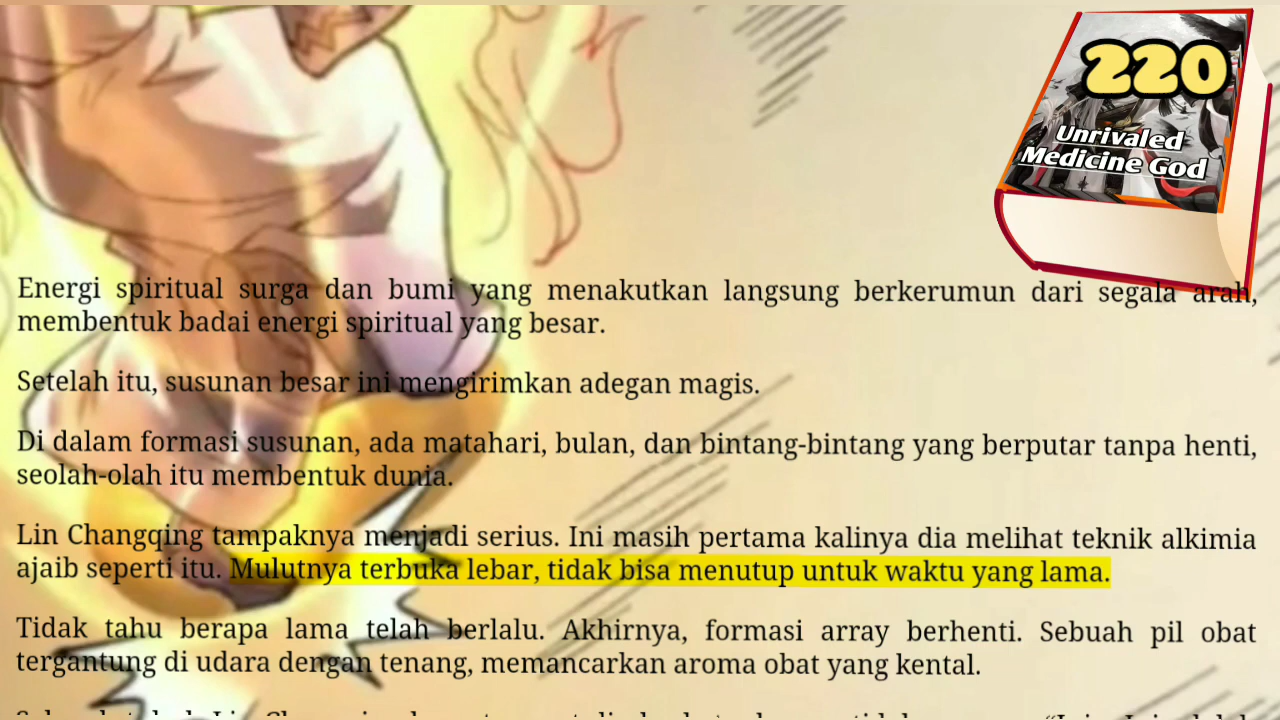 220
Unrivaled
Medicine God
Energi spiritual surga dan bumi yang menakutkan langsung berkerumun dari segala arah,
membentuk badai energi spiritual yang besar.
Setelah itu, susunan besar ini mengirimkan adegan magis.
Di dalam formasi susunan, ada matahari, bulan, dan bintang-bintang yang berputar tanpa henti,
seolah-olah itu membentuk dunia.
Lin Changqing tampaknya menjadi serius. Ini masih pertama kalinya dia melihat teknik alkimia
ajaib seperti itu. Mulutnya terbuka lebar, tidak bisa menutup untuk waktu yang lama.
Tidak tahu berapa lama telah berlalu. Akhirnya, formasi array berhenti. Sebuah pil obat
tergantung di udara dengan tenang, memancarkan aroma obat yang kental.